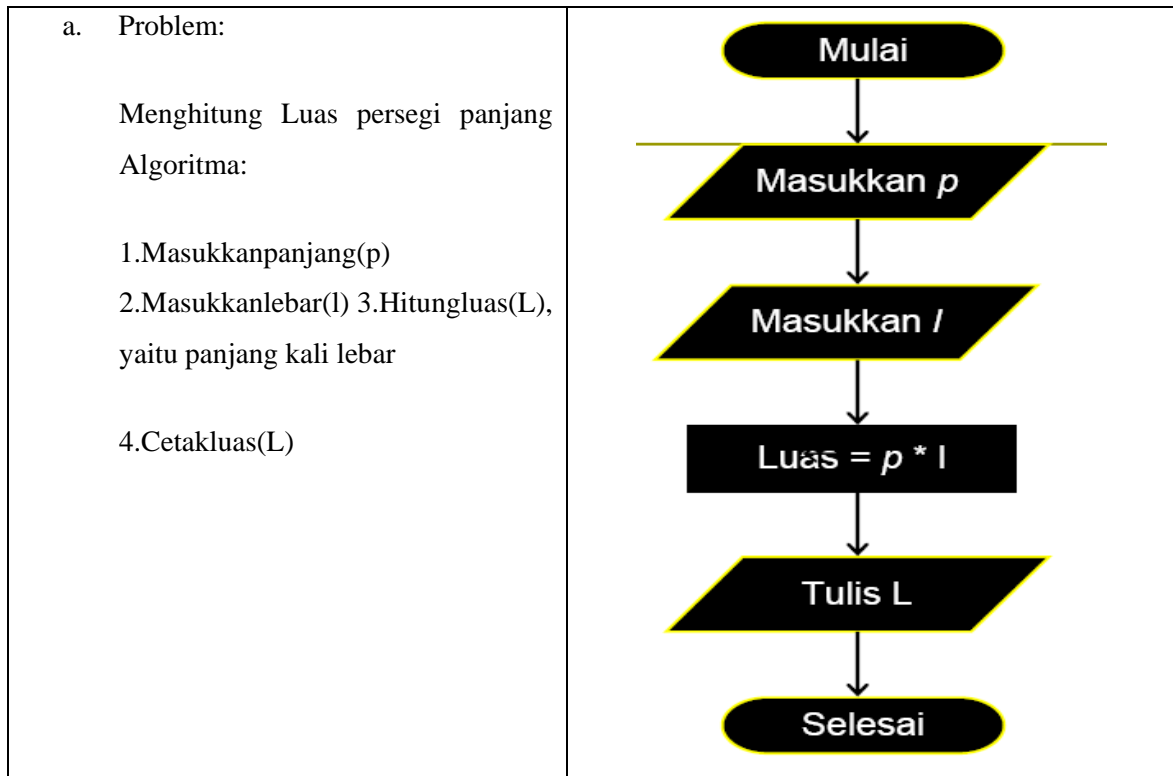 a. Problem:
Menghitung Luas persegi panjang
Algoritma:
1.Masukkanpanjang(p)
2.Masukkanlebar(l) 3.Hitungluas(L),
yaitu panjang kali lebar
4.Cetakluas(L)
Mulai
Masukkan p
Masukkan l
Luas = p * l
Tulis L
Selesai